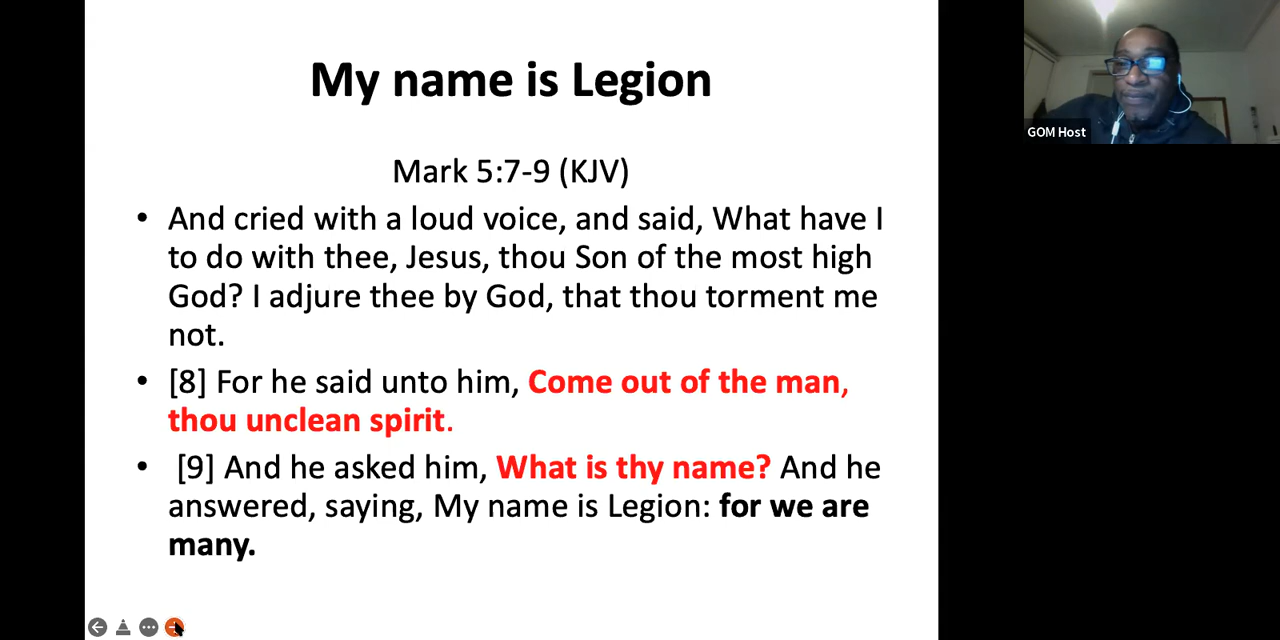 My name is Legion
Mark 5:7-9 (KJV)
• And cried with a loud voice, and said, What have I
to do with thee, Jesus, thou Son of the most high
God? I adjure thee by God, that thou torment me
not.
• [8] For he said unto him, Come out of the man,
thou unclean spirit.
• [9] And he asked him, What is thy name? And he
answered, saying, My name is Legion: for we are
many.
GOM Host